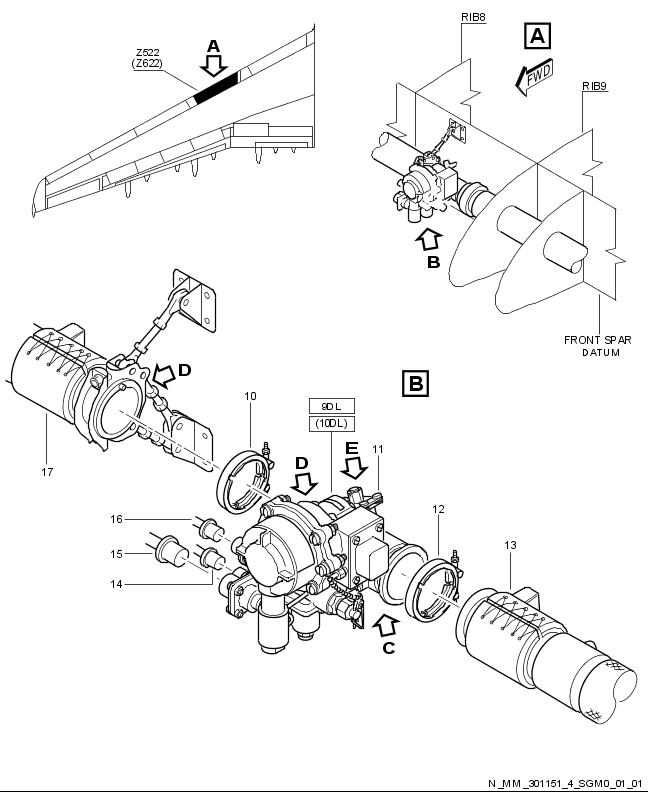 RIB8
A
Z522
(Z622)
A
FWD
RIB9
B
FRONT SPAR
DATUM
D
B
10
9DL
(10DL)
E
11
17
D
12
16
13
15
14
C
N_MM_301151_4_SGM0_01_01